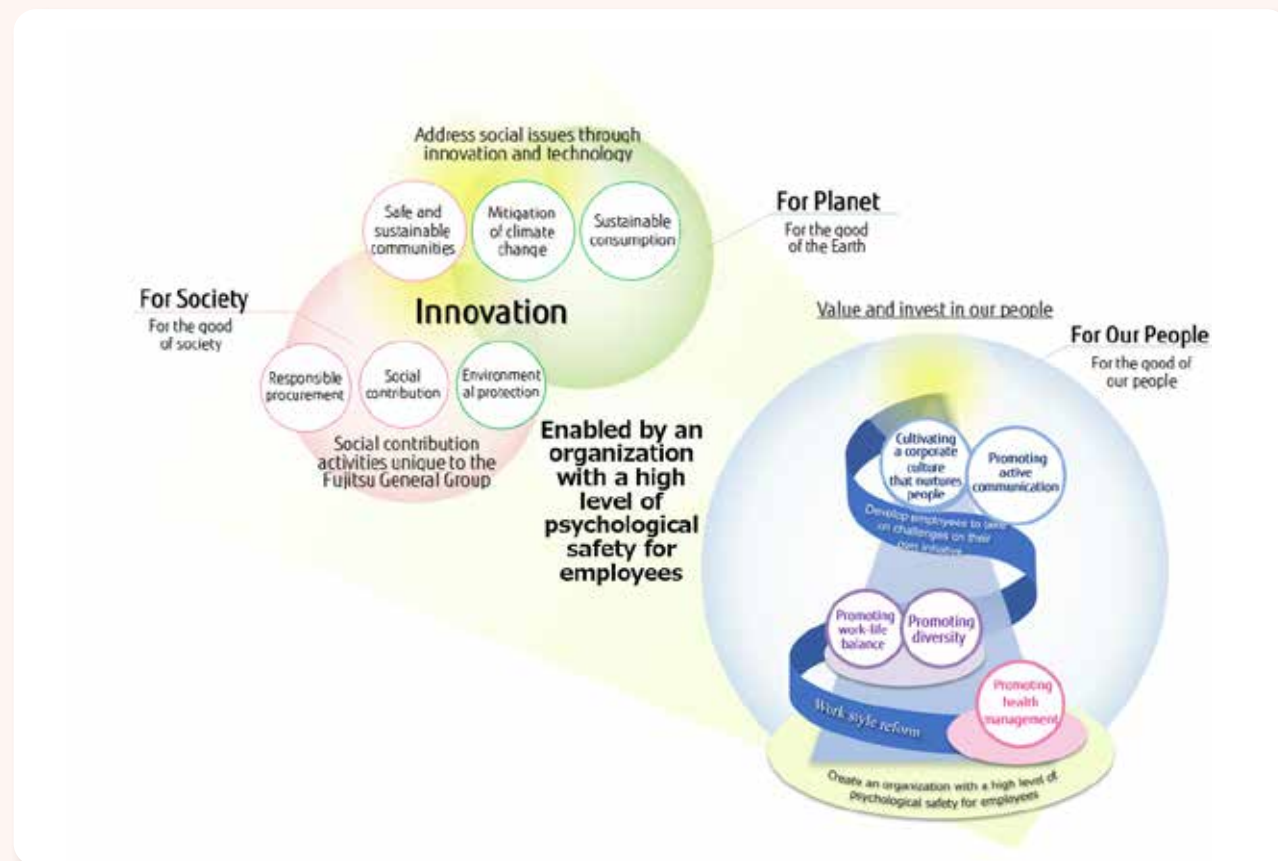 Address social issues through
innovation and technology
Safe and
sustainable
communities
Mitigation
of climate
change
Sustainable
consumption
For Planet
For the good
of the Earth
For Society
For the good
of society
Innovation
Responsible
procurement
Social
contribution
Environment
al protection
Social contribution
activities unique to the
Fujitsu General Group
Enabled by an
organization
with a high
level of
psychological
safety for
employees
Value and invest in our people
For Our People
For the good of
our people
Cultivating
a corporate
culture
that nurtures
people
Promoting
active
communication
Develop employees to take
on challenges on their
own initiative
Promoting
work-life
balance
Promoting
diversity
Promoting
health
management
Work style reform
Create an organization with a high level of
psychological safety for employees